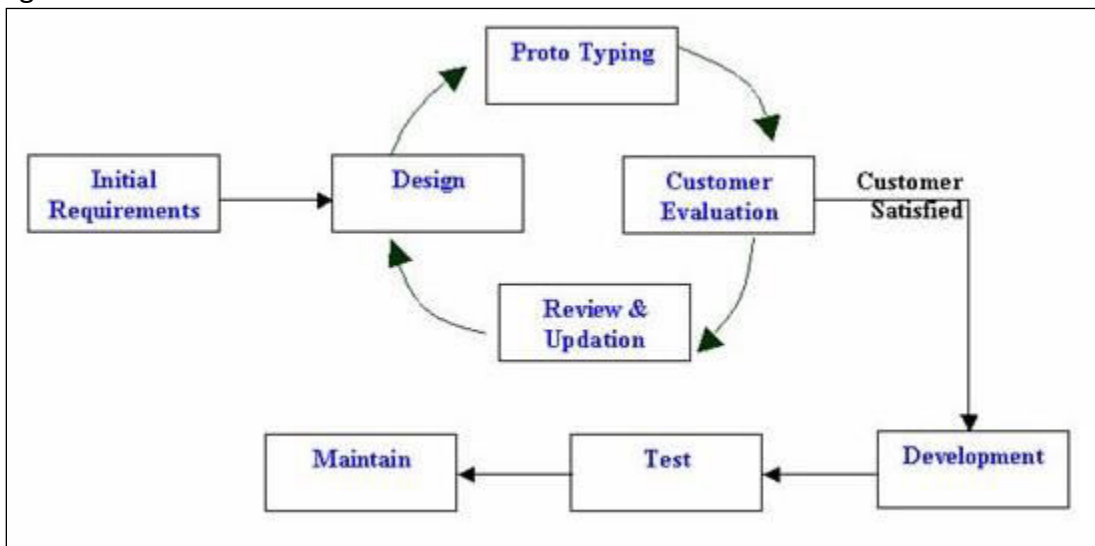 Proto Typing
Initial
Requirements
Design
Customer
Evaluation
Customer
Satisfied
Review &
Updation
Maintain
Test
Development